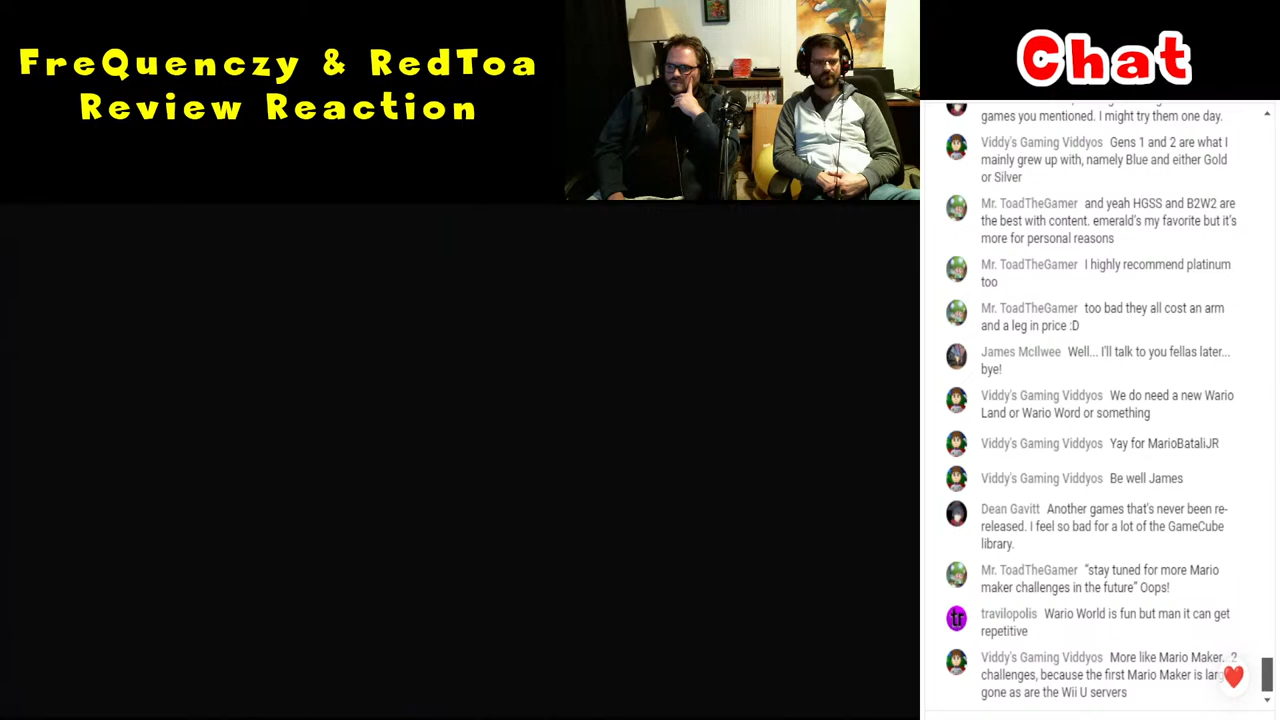 FreQuenczy & RedToa
Review Reaction
Chat
games you mentioned. I might try them one day.
Viddy's Gaming Viddyos Gens 1 and 2 are what I
mainly grew up with, namely Blue and either Gold
or Silver
Mr. ToadTheGamer and yeah HGSS and B2W2 are
the best with content. emerald's my favorite but it's
more for personal reasons
Mr. ToadTheGamer I highly recommend platinum
too
Mr. ToadTheGamer too bad they all cost an arm
and a leg in price :D
James McIlwee Well... I'll talk to you fellas later...
bye!
Viddy's Gaming Viddyos We do need a new Wario
Land or Wario Word or something
Viddy's Gaming Viddyos Yay for MarioBataliJR
Viddy's Gaming Viddyos Be well James
Dean Gavitt Another games that's never been re-
released. I feel so bad for a lot of the GameCube
library.
Mr. ToadTheGamer “stay tuned for more Mario
maker challenges in the future” Oops!
tr travilopolis Wario World is fun but man it can get
repetitive
Viddy's Gaming Viddyos More like Mario Maker 2
challenges, because the first Mario Maker is
gone as are the Wii U servers